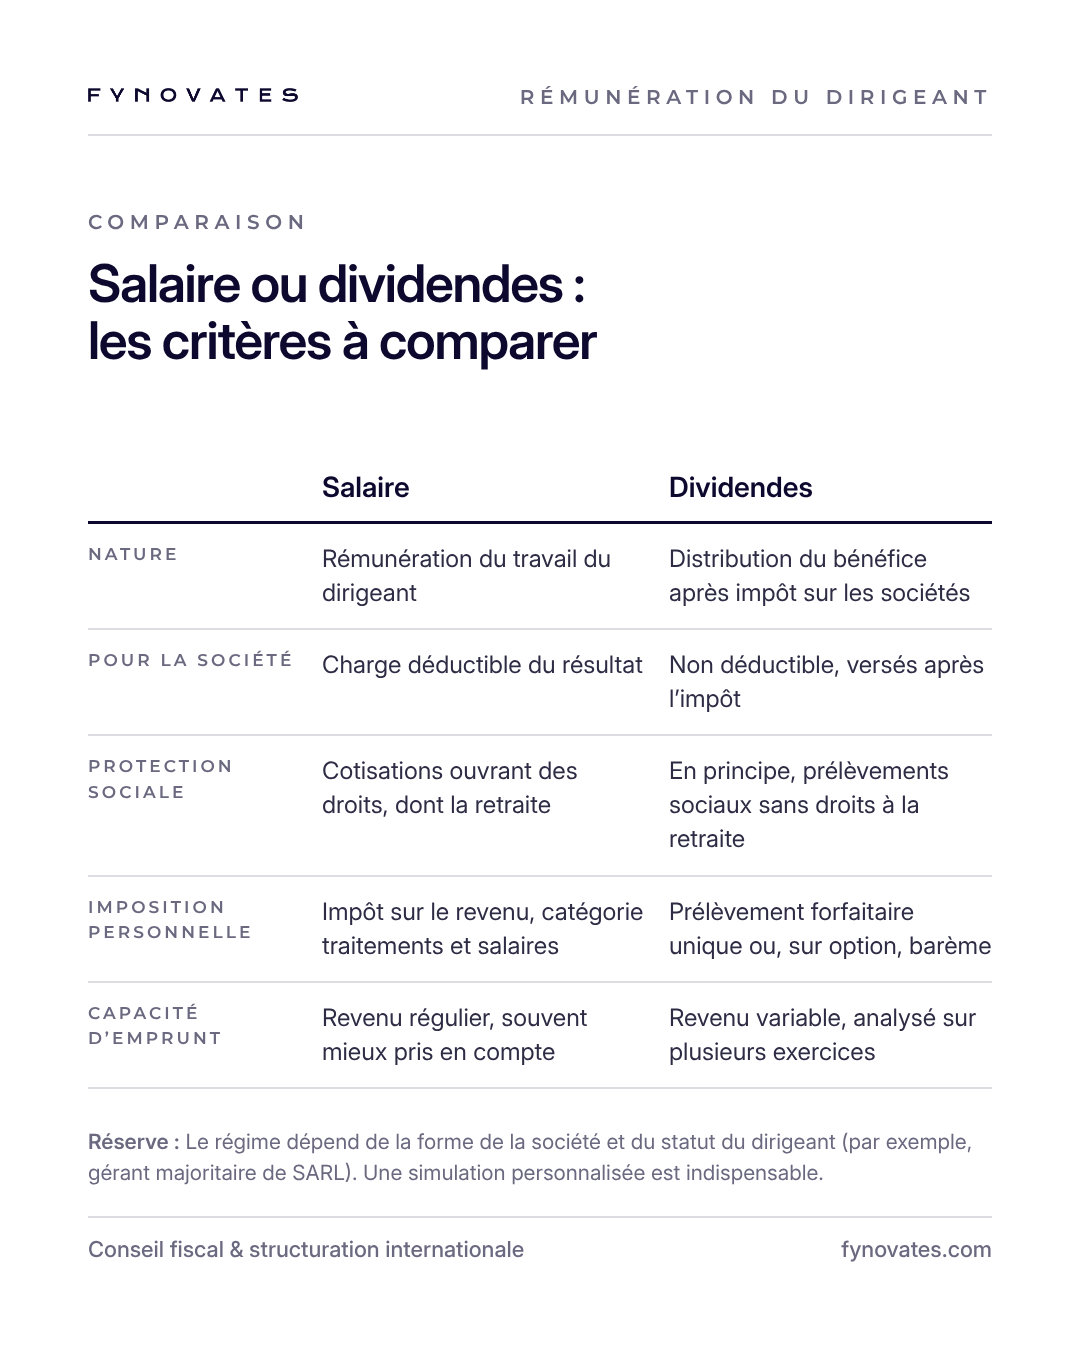 FYNOVATES
RÉMUNÉRATION DU DIRIGEANT
COMPARAISON
Salaire ou dividendes :
les critères à comparer
Salaire
Dividendes
NATURE
Rémunération du travail du
dirigeant
Distribution du bénéfice
après impôt sur les sociétés
POUR LA SOCIÉTÉ
Charge déductible du résultat
Non déductible, versés après
l’impôt
PROTECTION
SOCIALE
Cotisations ouvrant des
droits, dont la retraite
En principe, prélèvements
sociaux sans droits à la
retraite
IMPOSITION
PERSONNELLE
Impôt sur le revenu, catégorie
traitements et salaires
Prélèvement forfaitaire
unique ou, sur option, barème
CAPACITÉ
D’EMPRUNT
Revenu régulier, souvent
mieux pris en compte
Revenu variable, analysé sur
plusieurs exercices
Réserve : Le régime dépend de la forme de la société et du statut du dirigeant (par exemple,
gérant majoritaire de SARL). Une simulation personnalisée est indispensable.
Conseil fiscal & structuration internationale
fynovates.com